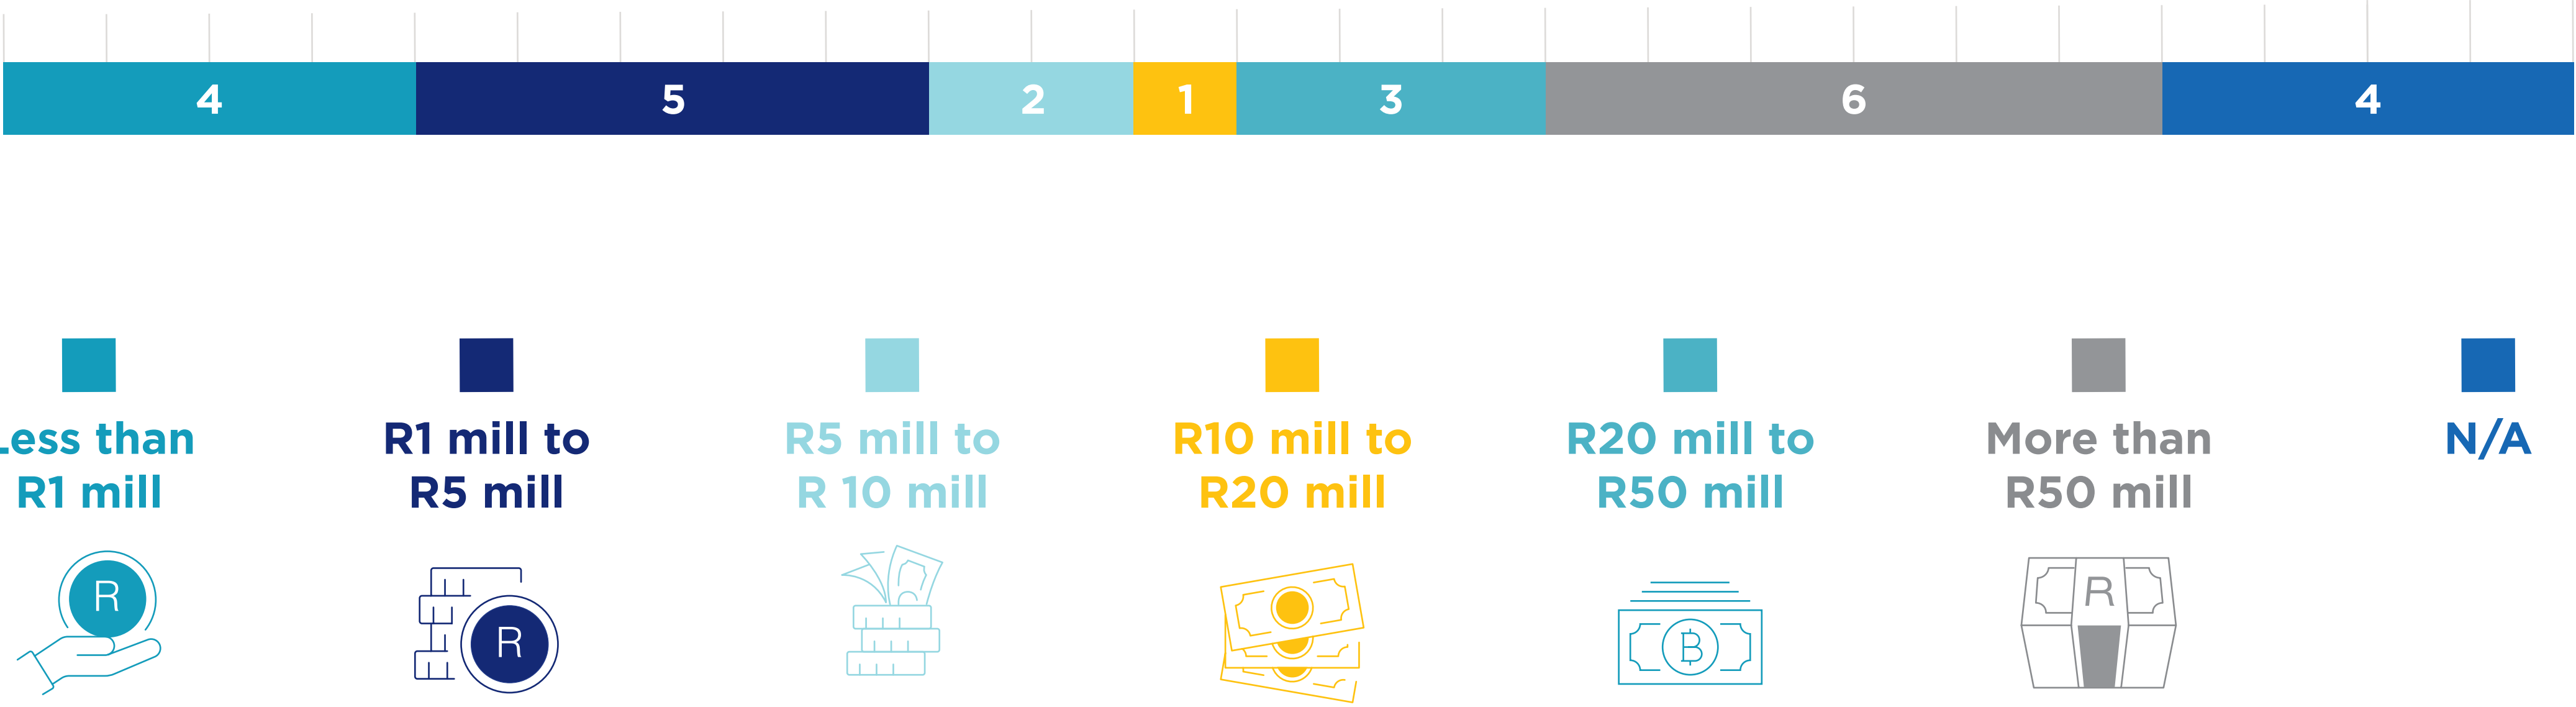 4 5 2 1 3 6 4
Less than
R1 mill
R1 mill to
R5 mill
R5 mill to
R 10 mill
R10 mill to
R20 mill
R20 mill to
R50 mill
More than
R50 mill
N/A
R
R
B
R